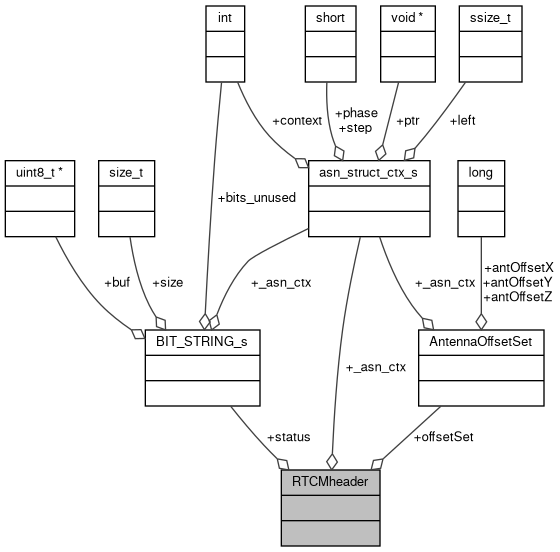 int
short
void *
ssize_t
+context
+phase
+step
+ptr
+left
uint8_t *
size_t
asn_struct_ctx_s
long
+bits_unused
+buf
+size
+_asn_ctx
+_asn_ctx
+antOffsetX
+antOffsetY
+antOffsetZ
BIT_STRING_s
AntennaOffsetSet
+_asn_ctx
+status
+offsetSet
RTCMheader